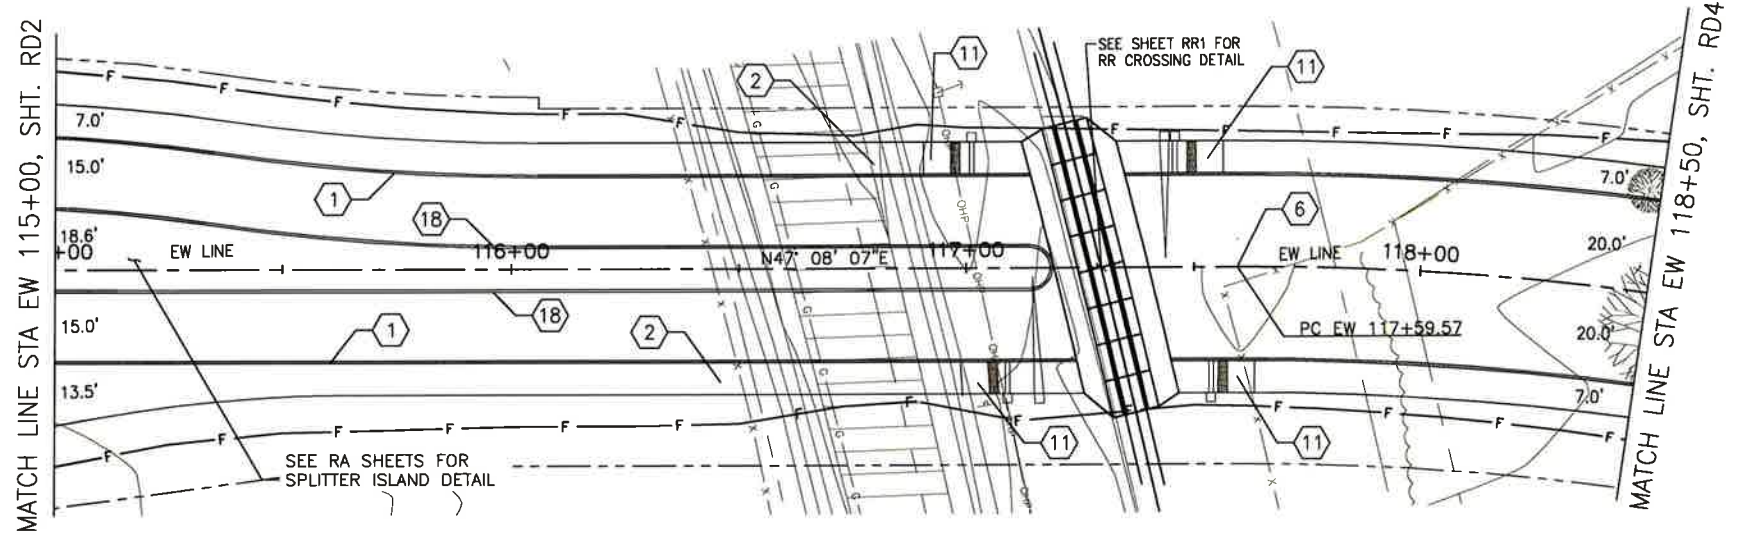 MATCH LINE STA EW 115+00, SHT. RD2
7.0'
15.0'
18.6'
+00
EW LINE
15.0'
13.5'
1
18
116+00
18
1
2
2
11
11
SEE SHEET RR1 FOR
RR CROSSING DETAIL
N47° 08' 07"E
117+00
6
EW LINE
118+00
PC EW 117+59.57
7.0'
20.0'
20.0'
7.0'
11
11
SEE RA SHEETS FOR
SPLITTER ISLAND DETAIL
F F F F F F F F F F
F F F F F F F F F F F F F
G
G
G
G
G
G
OHP
OHP
OHP
MATCH LINE STA EW 118+50, SHT. RD4